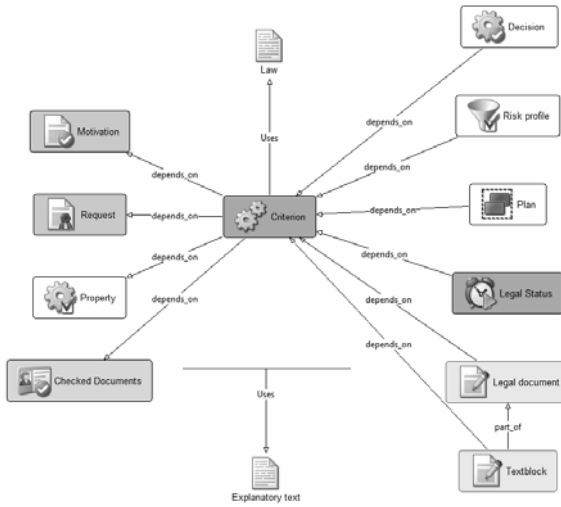 Decision
Law
Motivation
depends_on
Risk profile
Uses
depends_on
depends_on
Request
depends_on
Criterion
depends_on
Plan
depends_on
depends_on
Property
depends_on
Legal Status
depends_on
depends_on
Checked Documents
Legal document
Uses
part_of
Textblock
Explanatory text